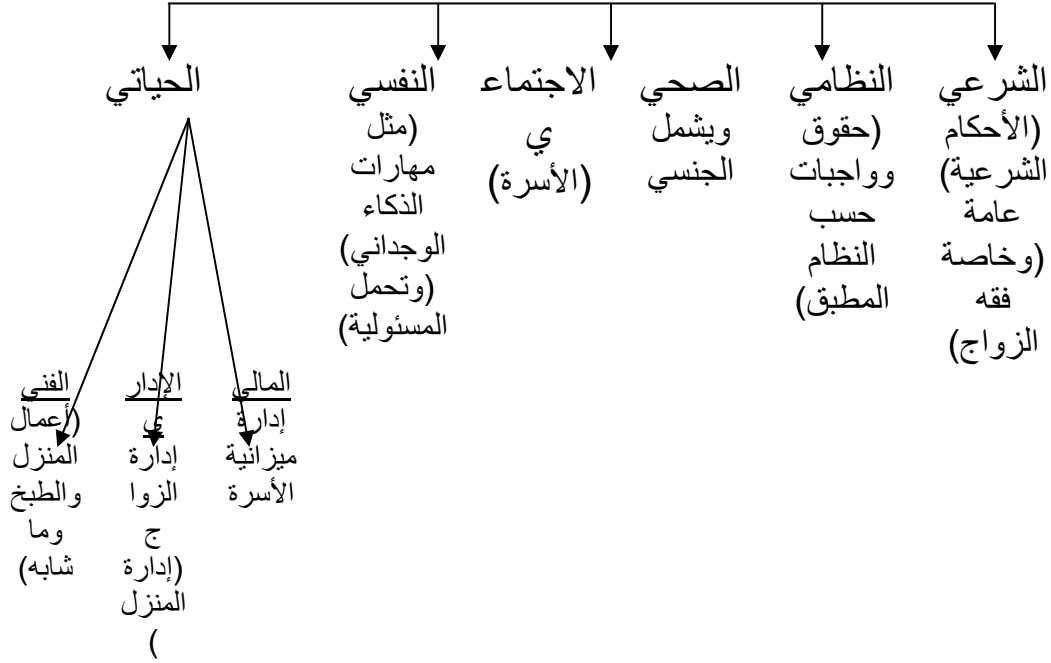 الشرعي
(الأحكام
الشرعية)
عامة
(وخاصة
فقه
الزواج)
النظامي
(حقوق
وواجبات
حسب
النظام
المطبق)
الصحي
ويشمل
الجنسي
الاجتماع
ي
(الأسرة)
النفسي
(مثل
مهارات
الذكاء
الوجداني)
(وتحمل
المسئولية)
الحياتي
المالي
إدارة
ميزانية
الأسرة
الإدار
ي
إدارة
الزوا
ج
(إدارة
المنزل
)
الفني
(أعمال
المنزل
والطبخ
وما
شابه)